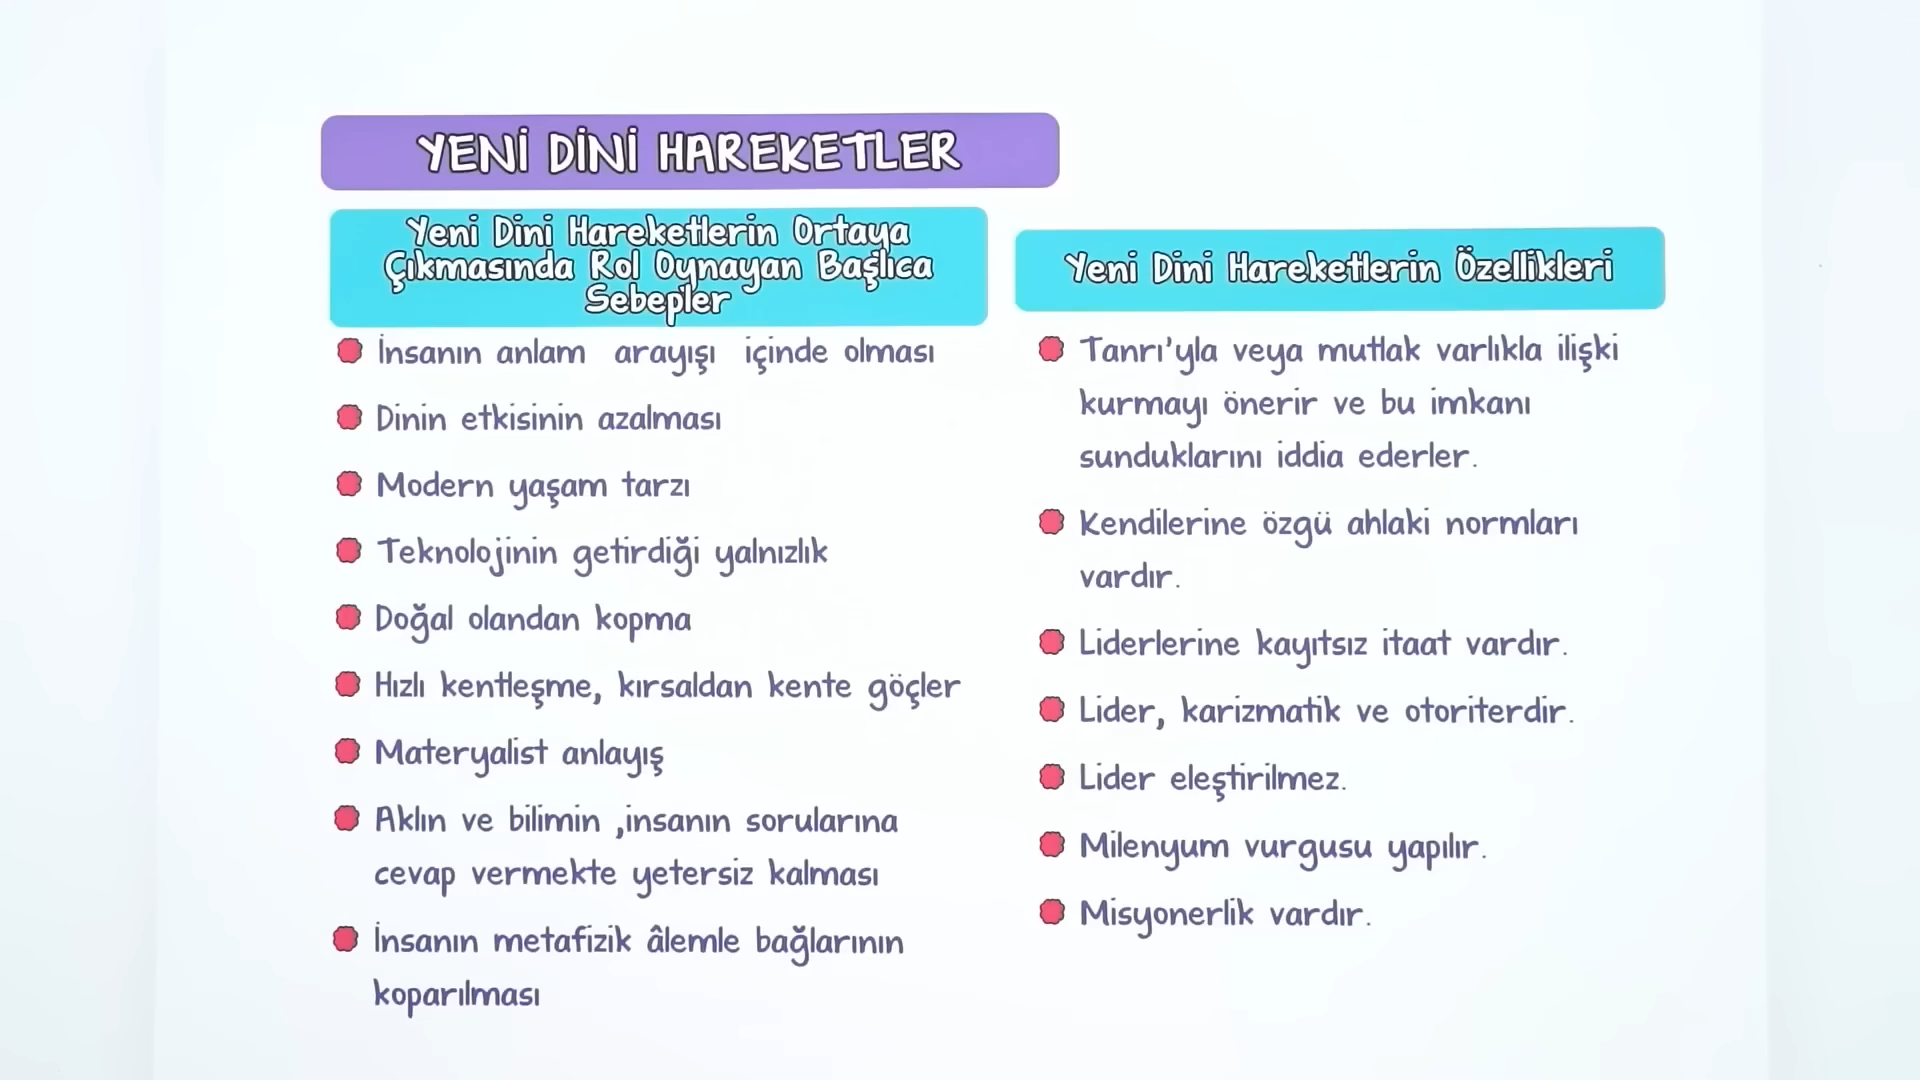 YENİ DİNİ HAREKETLER
Yeni Dini Hareketlerin Ortaya
Çıkmasında Rol Oynayan Başlıca
Sebepler
İnsanın anlam arayışı içinde olması
Dinin etkisinin azalması
Modern yaşam tarzı
Teknolojinin getirdiği yalnızlık
Doğal olandan kopma
Hızlı kentleşme, kırsaldan kente göçler
Materyalist anlayış
Aklın ve bilimin ,insanın sorularına
cevap vermekte yetersiz kalması
İnsanın metafizik âlemle bağlarının
koparılması
Yeni Dini Hareketlerin Özellikleri
Tanrı'yla veya mutlak varlıkla ilişki
kurmayı önerir ve bu imkanı
sunduklarını iddia ederler.
Kendilerine özgü ahlaki normları
vardır.
Liderlerine kayıtsız itaat vardır.
Lider, karizmatik ve otoriterdir.
Lider eleştirilmez.
Milenyum vurgusu yapılır.
Misyonerlik vardır.